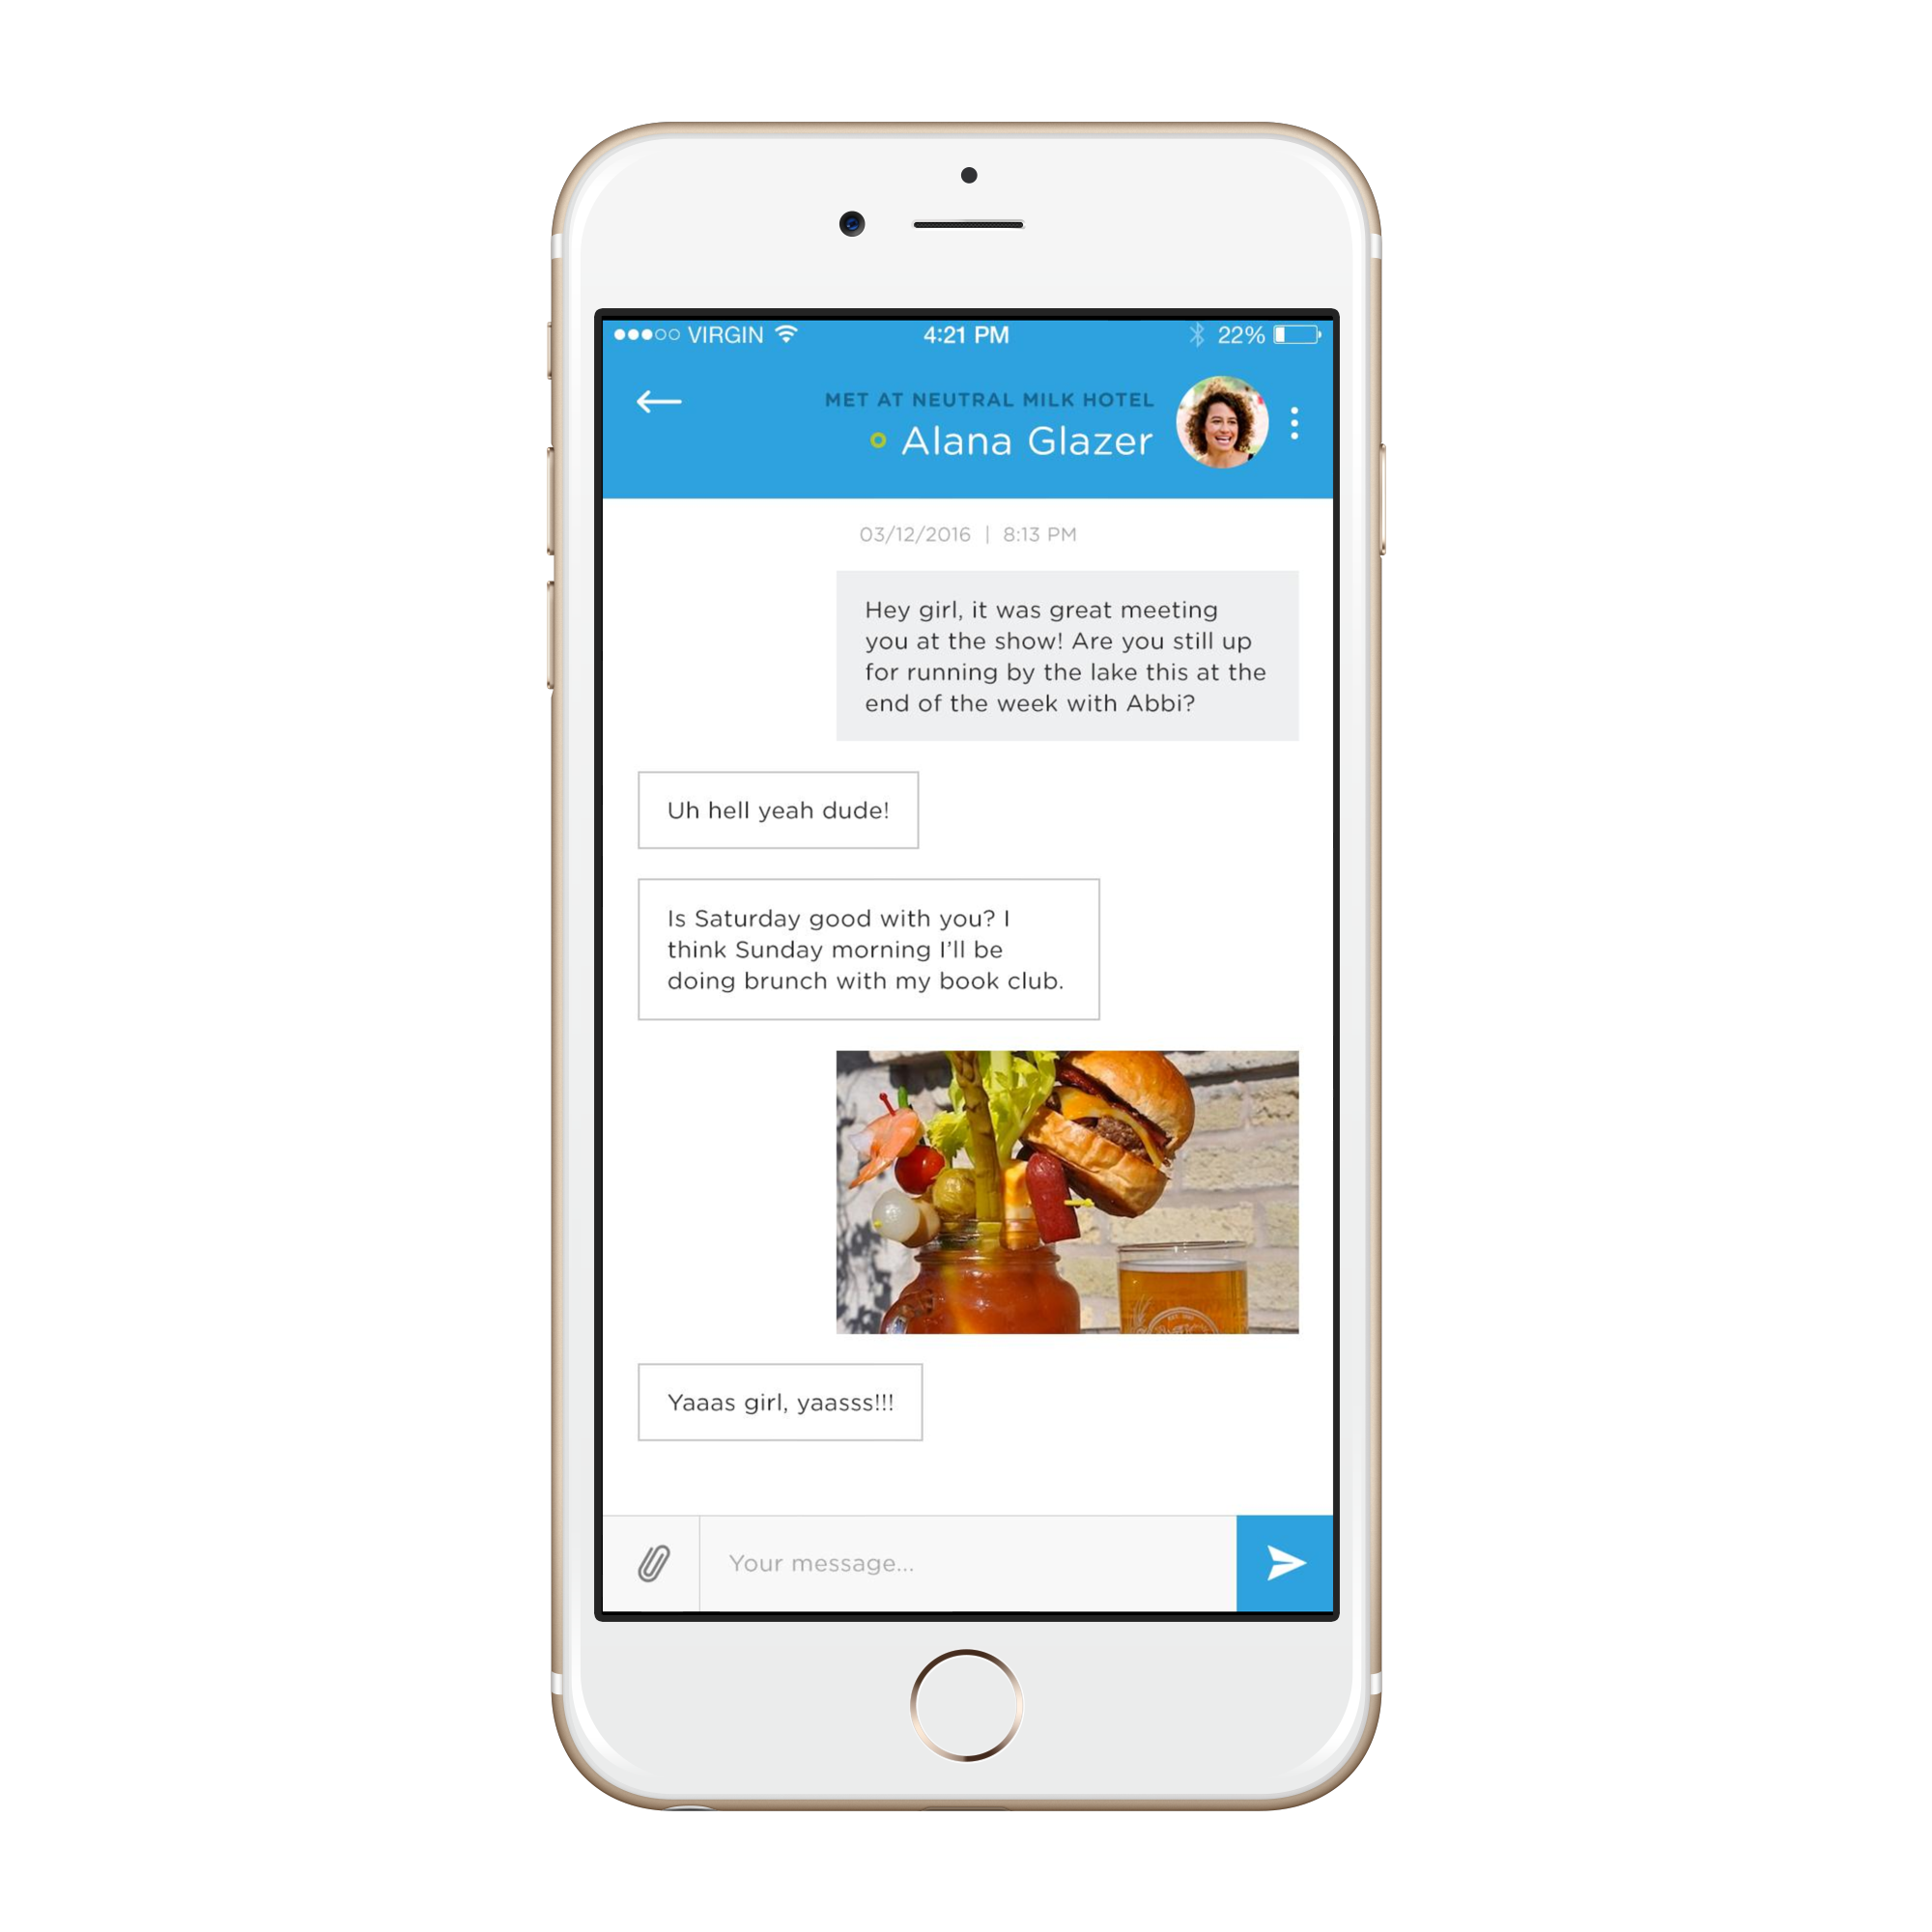 VIRGIN 4:21 PM 22%
MET AT NEUTRAL MILK HOTEL
Alana Glazer
03/12/2016 | 8:13 PM
Hey girl, it was great meeting
you at the show! Are you still up
for running by the lake this at the
end of the week with Abbi?
Uh hell yeah dude!
Is Saturday good with you? I
think Sunday morning I’ll be
doing brunch with my book club.
Yaaas girl, yaasss!!!
Your message...